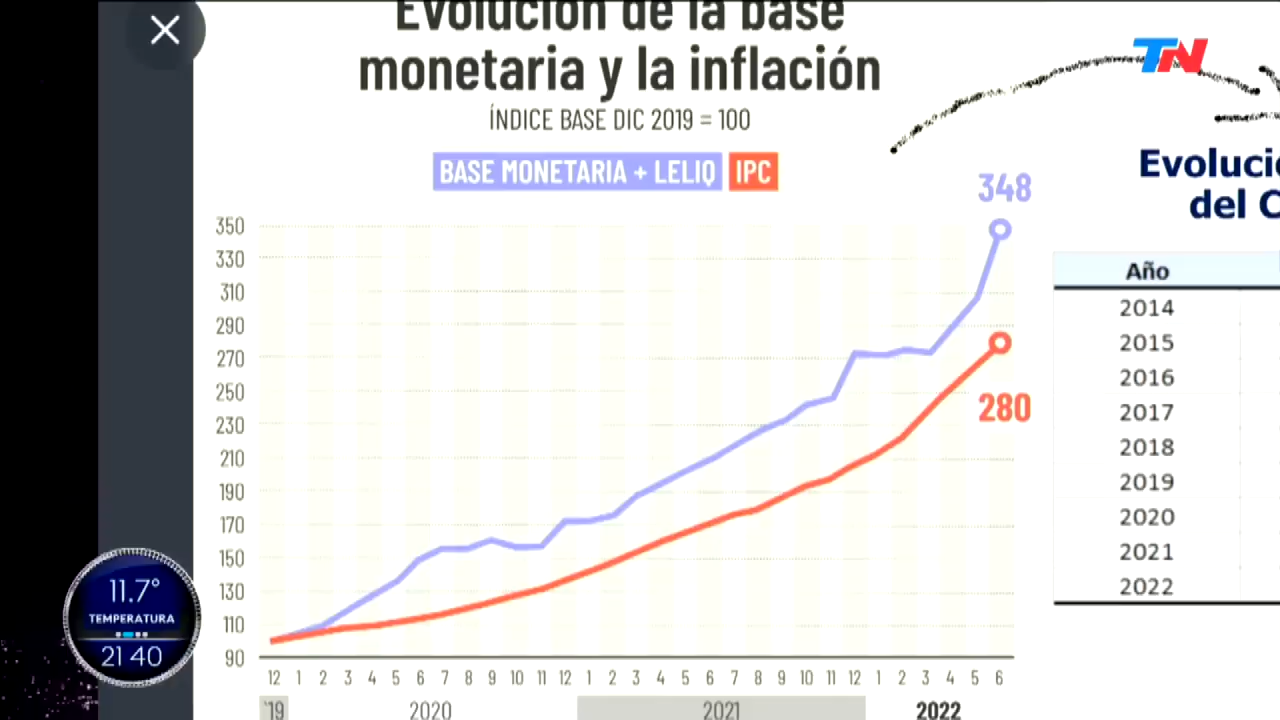 Evolución de la base
monetaria y la inflación
ÍNDICE BASE DIC 2019 = 100
BASE MONETARIA + LELIQ IPC
348
280
350
330
310
290
270
250
230
210
190
170
150
130
110
90
12 1 2 3 4 5 6 7 8 9 10 11 12 1 2 3 4 5 6 7 8 9 10 11 12 1 2 3 4 5 6
'19 2020 2021 2022
TN
Evoluci
del C
Año
2014
2015
2016
2017
2018
2019
2020
2021
2022
11.7°
TEMPERATURA
21 40